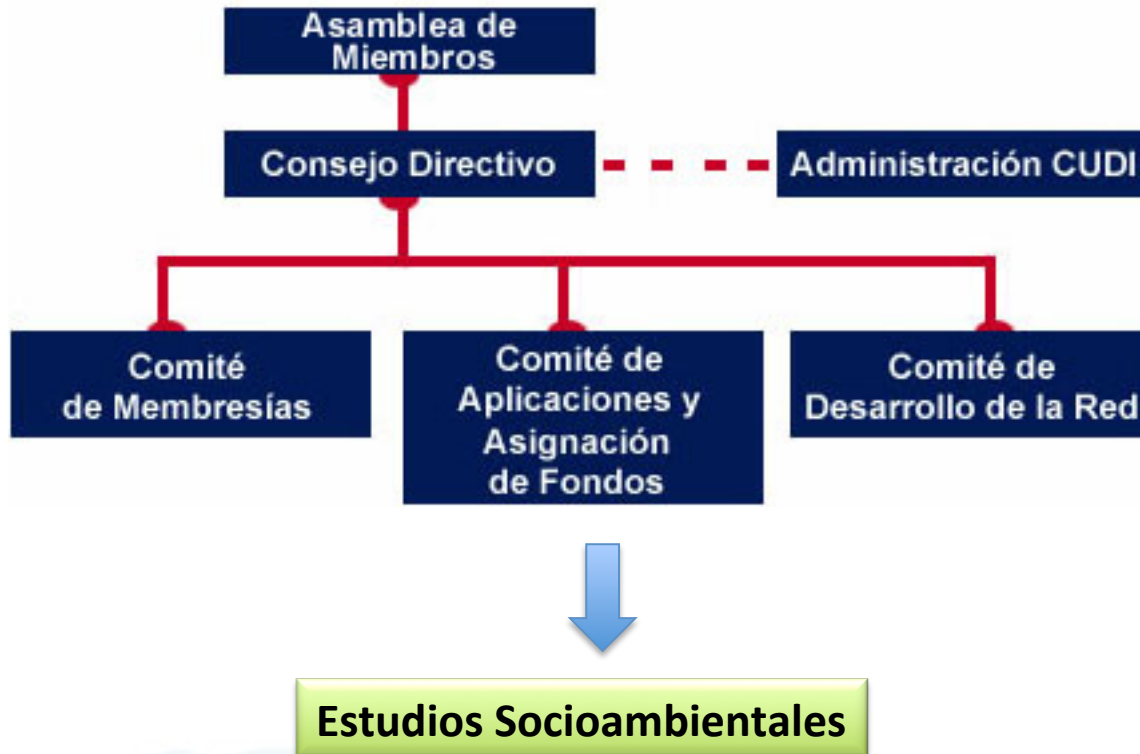 Asamblea de
Miembros
Consejo Directivo
Administración CUDI
Comité
de Membresías
Comité de
Aplicaciones y
Asignación
de Fondos
Comité de
Desarrollo de la Red
Estudios Socioambientales